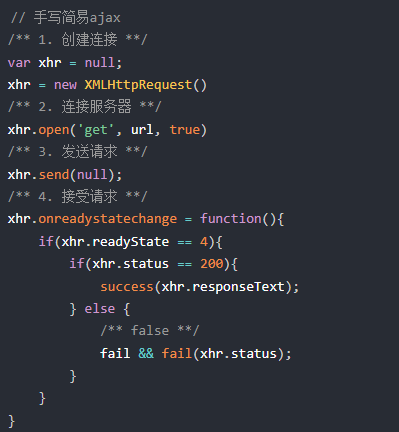 // 手写简易ajax
/** 1. 创建连接 **/
var xhr = null;
xhr = new XMLHttpRequest()
/** 2. 连接服务器 **/
xhr.open('get', url, true)
/** 3. 发送请求 **/
xhr.send(null);
/** 4. 接受请求 **/
xhr.onreadystatechange = function(){
    if(xhr.readyState == 4){
        if(xhr.status == 200){
            success(xhr.responseText);
        } else {
            /** false **/
            fail && fail(xhr.status);
        }
    }
}